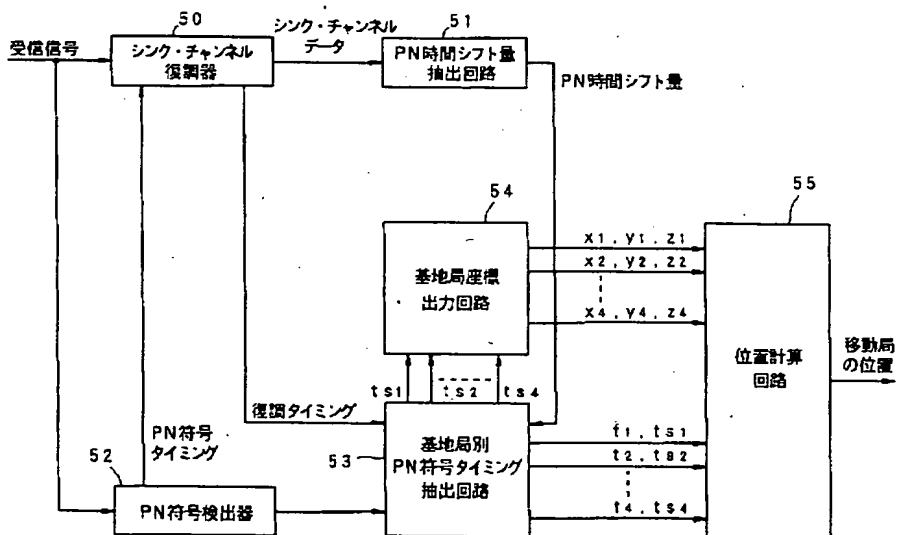 50
シンク・チャンネル
データ
51
受信信号
シンク・チャンネル
復調器
PN時間シフト量
抽出回路
PN時間シフト量
54
55
基地局座標
出力回路
x1, y1, z1
x2, y2, z2
x4, y4, z4
位置計算
回路
移動局
の位置
ts1
ts2
ts4
復調タイミング
PN符号
タイミング
52
53
基地局別
PN符号タイミング
抽出回路
t1, ts1
t2, ts2
t4, ts4
PN符号検出器